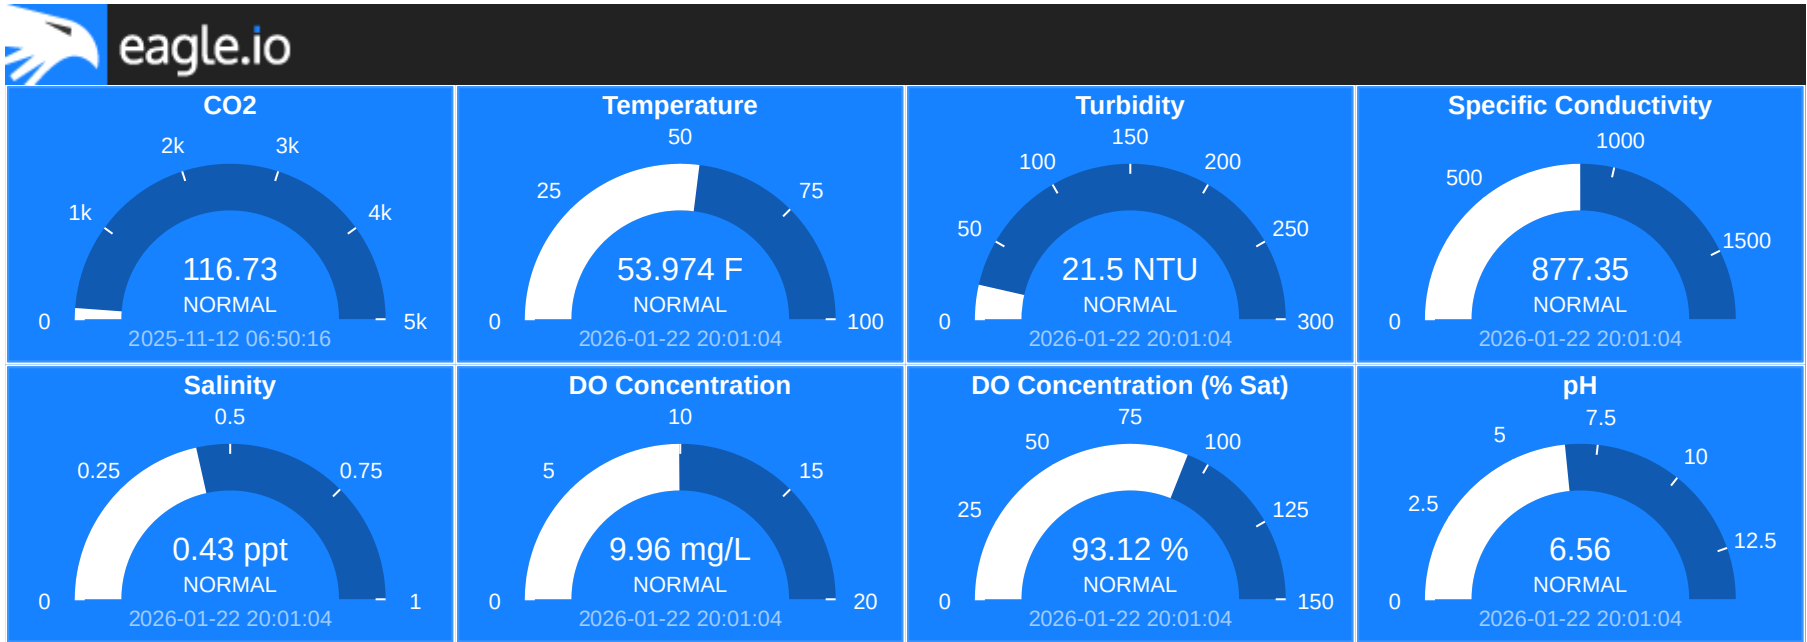 eagle.io
CO2
0
1k
2k
3k
4k
5k
116.73
NORMAL
2025-11-12 06:50:16
Temperature
0
25
50
75
100
53.974 F
NORMAL
2026-01-22 20:01:04
Turbidity
0
50
100
150
200
250
300
21.5 NTU
NORMAL
2026-01-22 20:01:04
Specific Conductivity
0
500
1000
1500
877.35
NORMAL
2026-01-22 20:01:04
Salinity
0
0.25
0.5
0.75
1
0.43 ppt
NORMAL
2026-01-22 20:01:04
DO Concentration
0
5
10
15
20
9.96 mg/L
NORMAL
2026-01-22 20:01:04
DO Concentration (% Sat)
0
25
50
75
100
125
150
93.12 %
NORMAL
2026-01-22 20:01:04
pH
0
2.5
5
7.5
10
12.5
6.56
NORMAL
2026-01-22 20:01:04